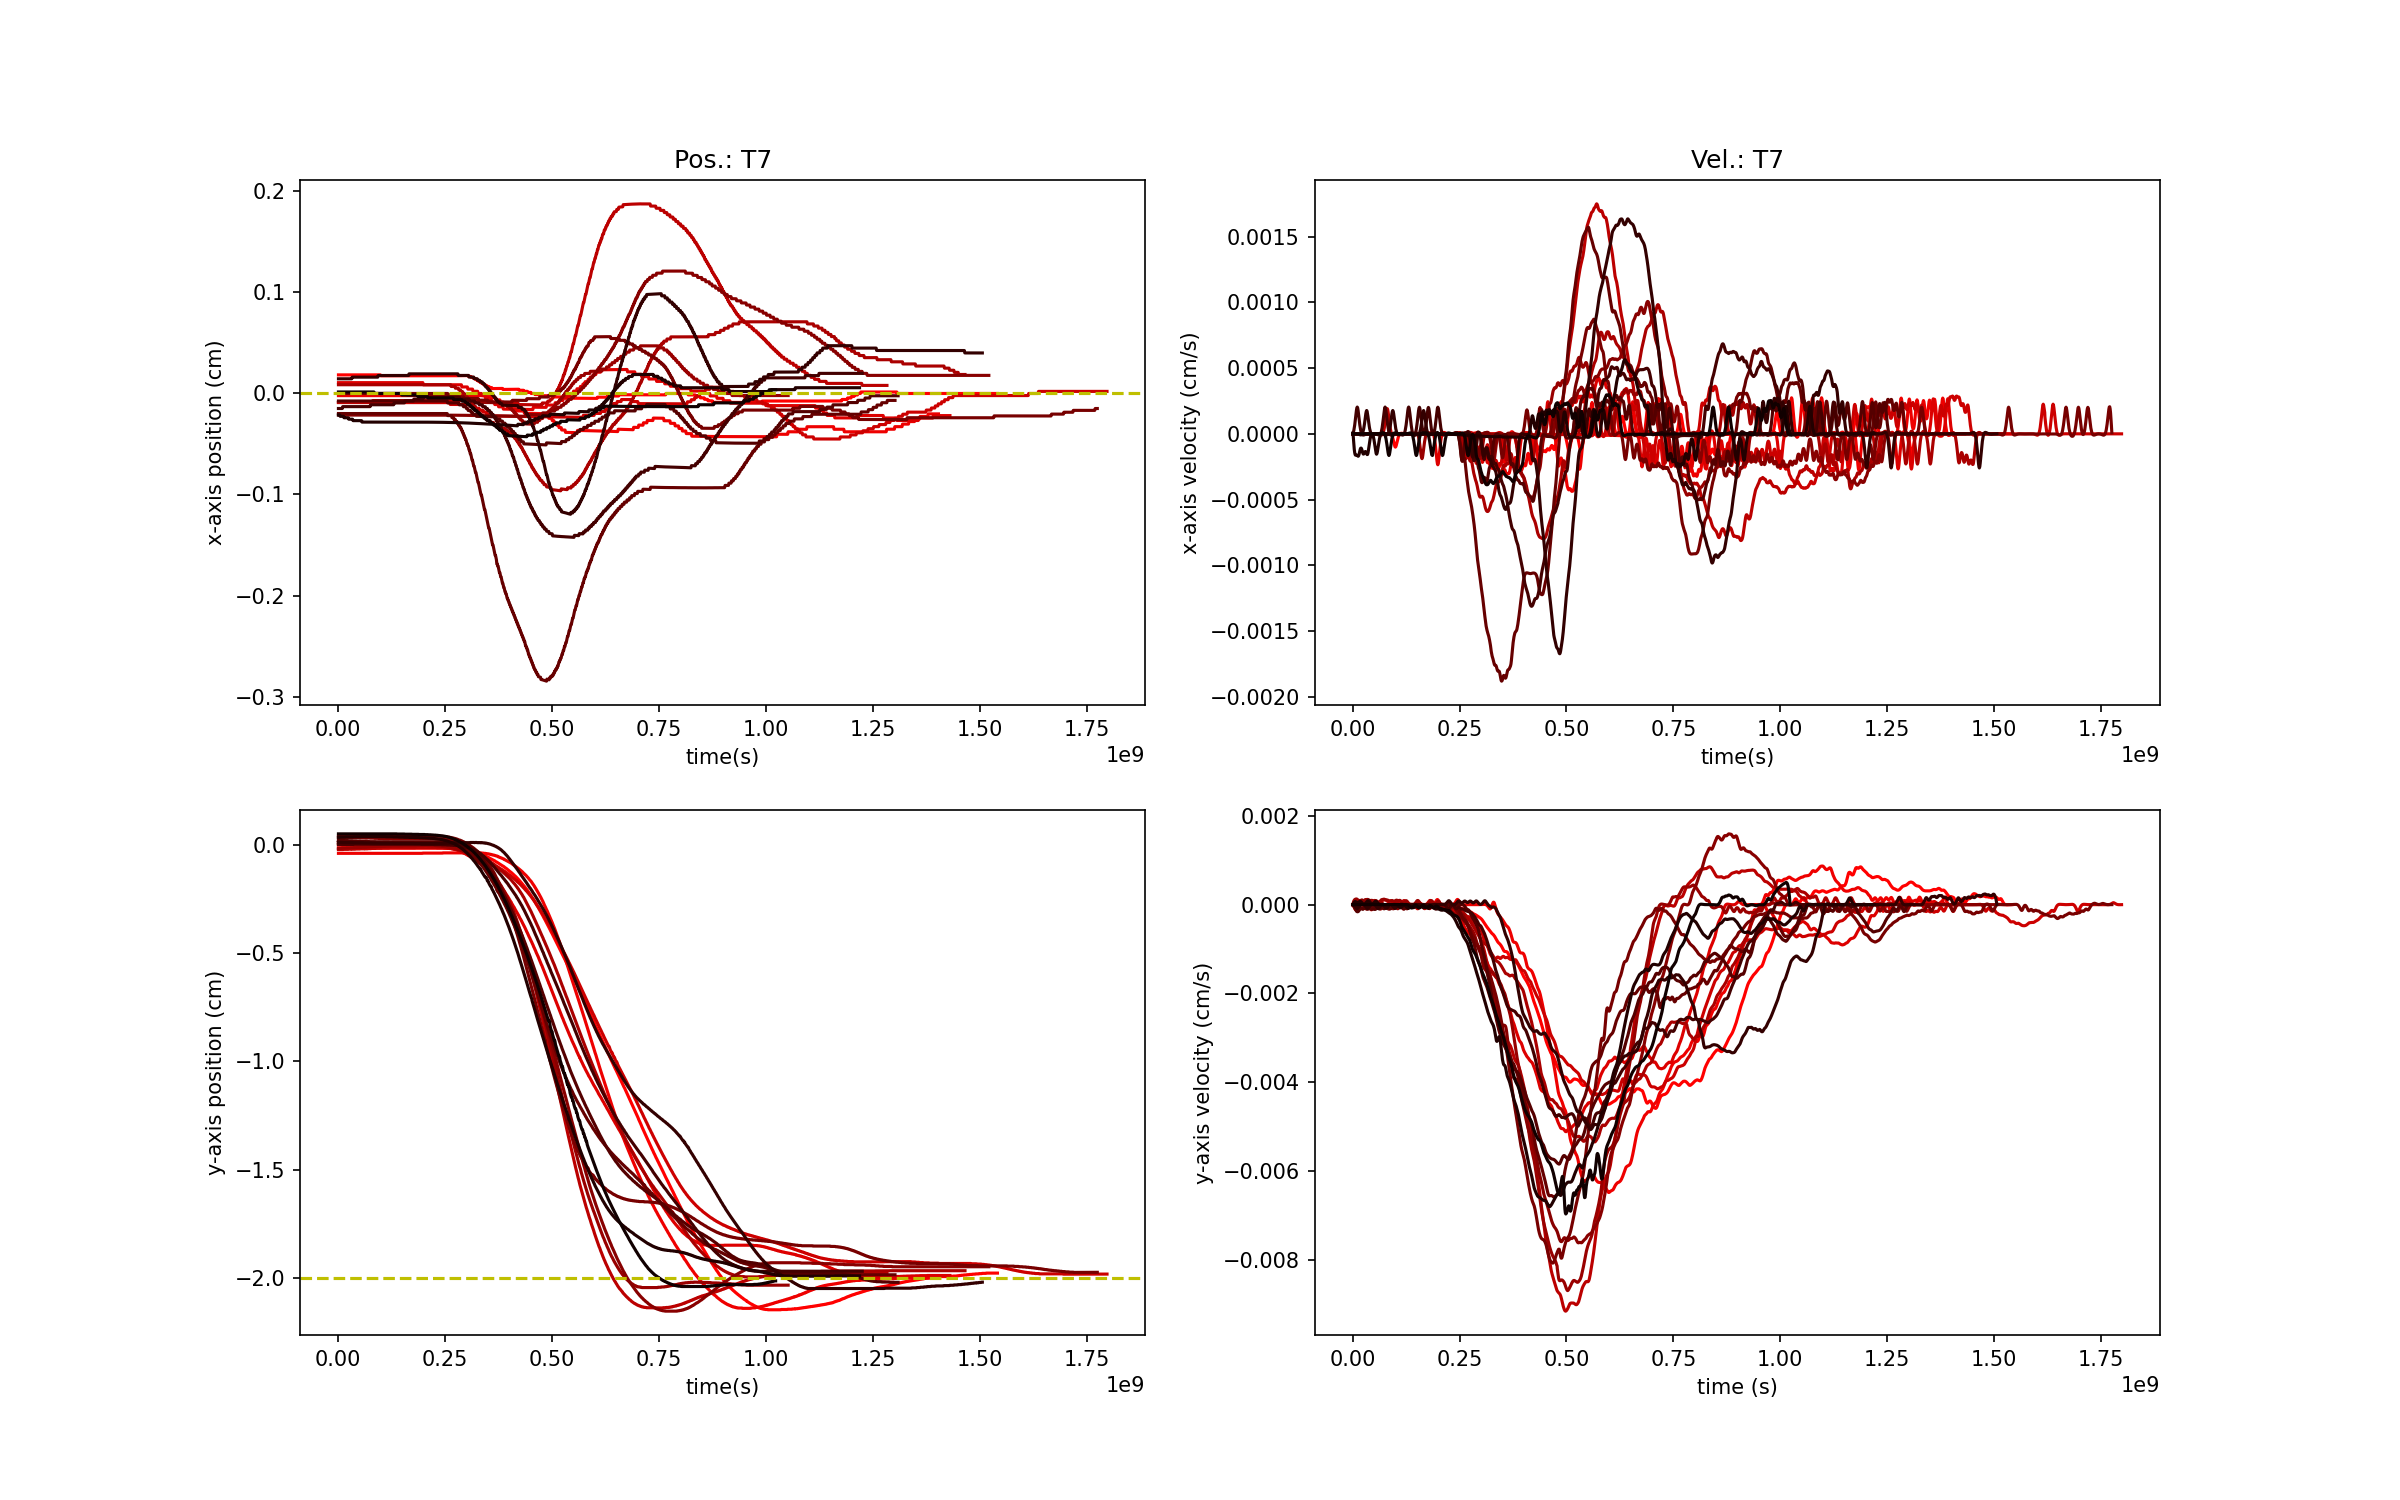 Pos.: T7
0.2
0.1
0.0
−0.1
−0.2
−0.3
x-axis position (cm)
0.00 0.25 0.50 0.75 1.00 1.25 1.50 1.75
time(s)
1e9
Vel.: T7
0.0015
0.0010
0.0005
0.0000
−0.0005
−0.0010
−0.0015
−0.0020
x-axis velocity (cm/s)
0.00 0.25 0.50 0.75 1.00 1.25 1.50 1.75
time(s)
1e9
0.0
−0.5
−1.0
−1.5
−2.0
y-axis position (cm)
0.00 0.25 0.50 0.75 1.00 1.25 1.50 1.75
time(s)
1e9
0.002
0.000
−0.002
−0.004
−0.006
−0.008
y-axis velocity (cm/s)
0.00 0.25 0.50 0.75 1.00 1.25 1.50 1.75
time (s)
1e9